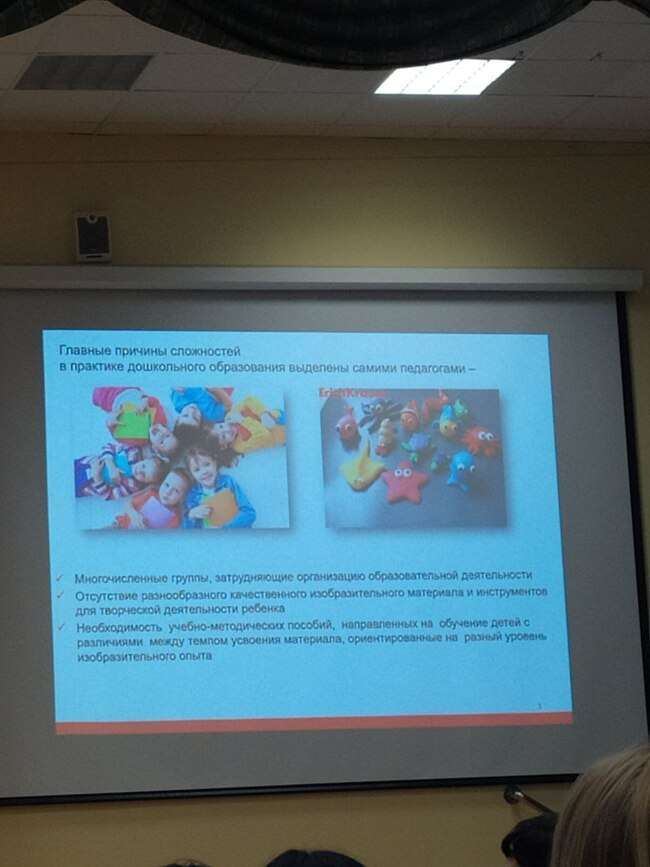 Главные причины сложностей
в практике дошкольного образования выделены самими педагогами –
ErichKrause
Многочисленные группы, затрудняющие организацию образовательной деятельности
Отсутствие разнообразного качественного изобразительного материала и инструментов
для творческой деятельности ребенка
Необходимость учебно-методических пособий, направленных на обучение детей с
различиями между темпом усвоения материала, ориентированные на разный уровень
изобразительного опыта